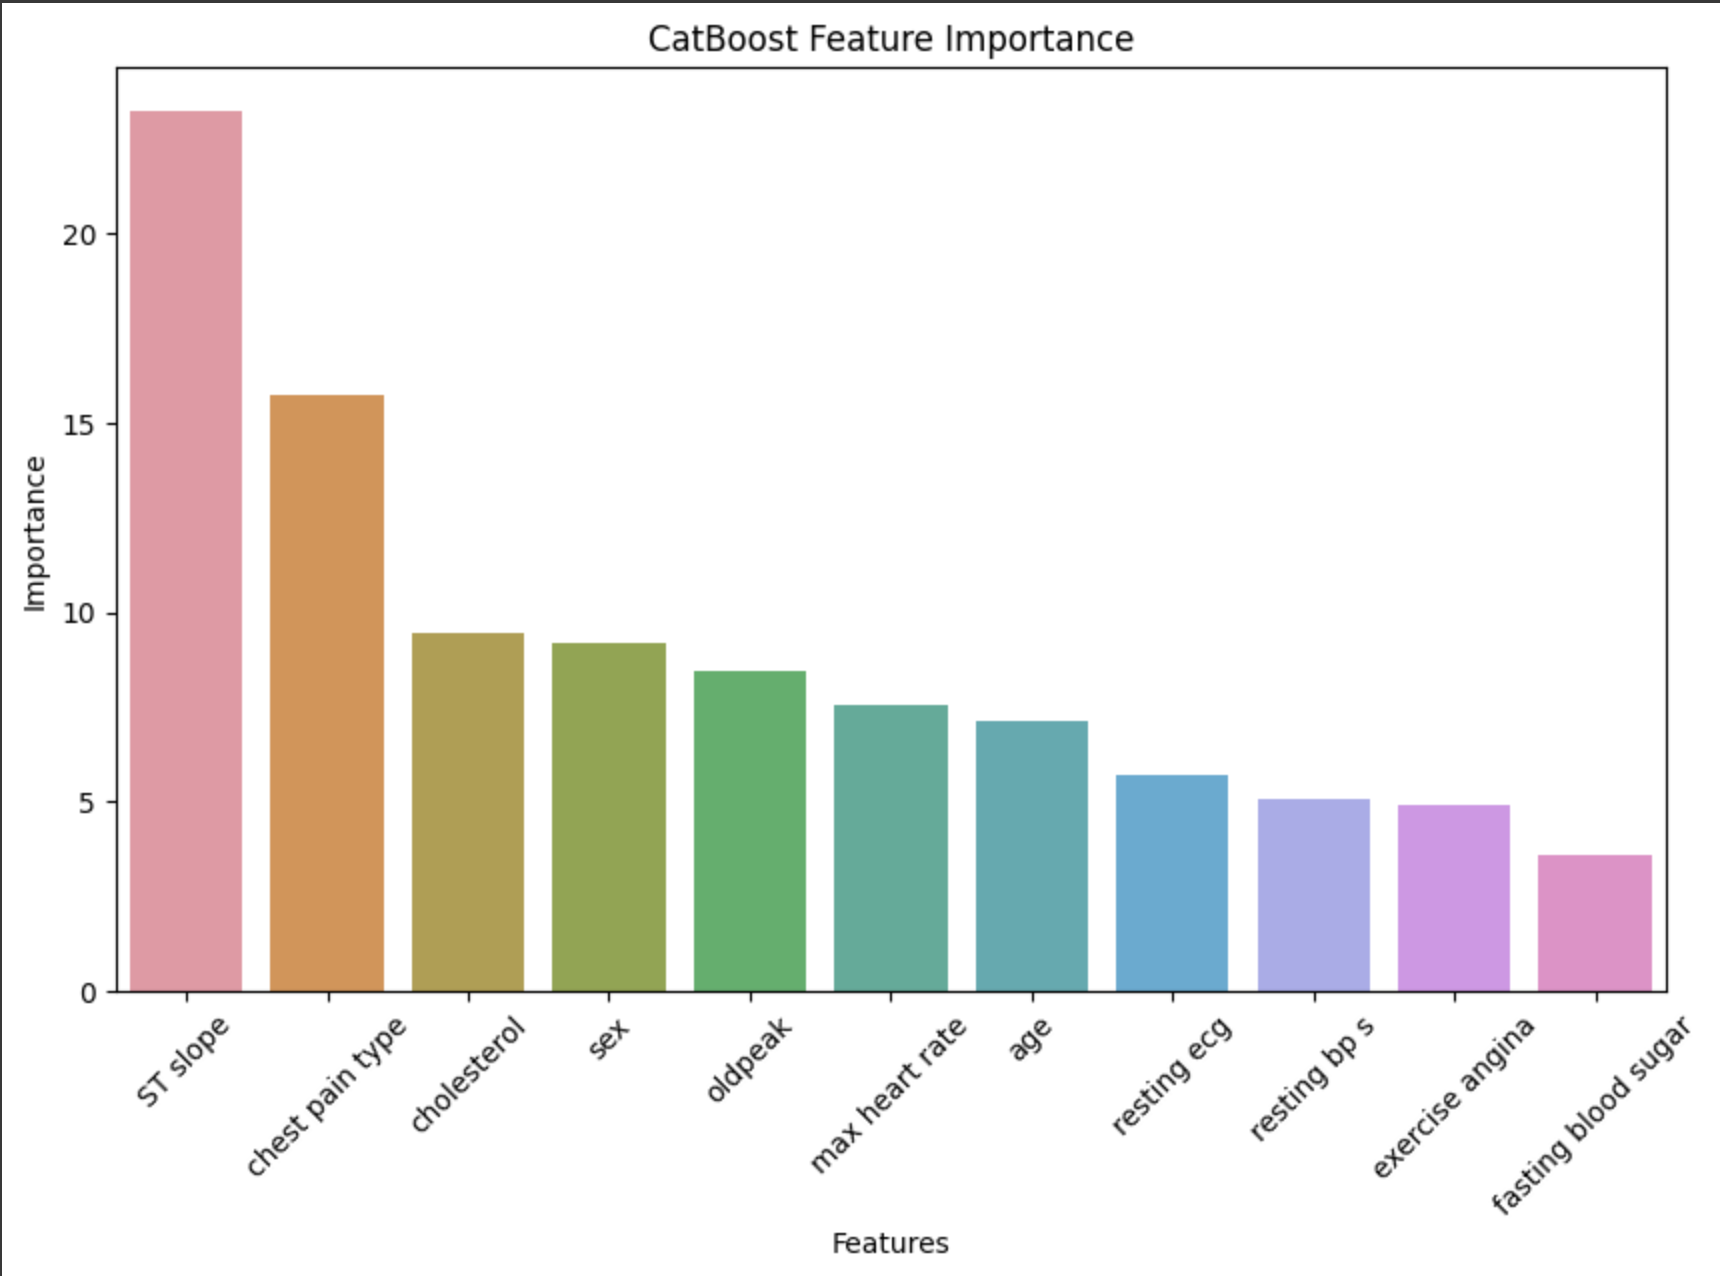 CatBoost Feature Importance
Importance
20
15
10
5
0
ST slope
chest pain type
cholesterol
sex
oldpeak
max heart rate
age
resting ecg
resting bp s
exercise angina
fasting blood sugar
Features